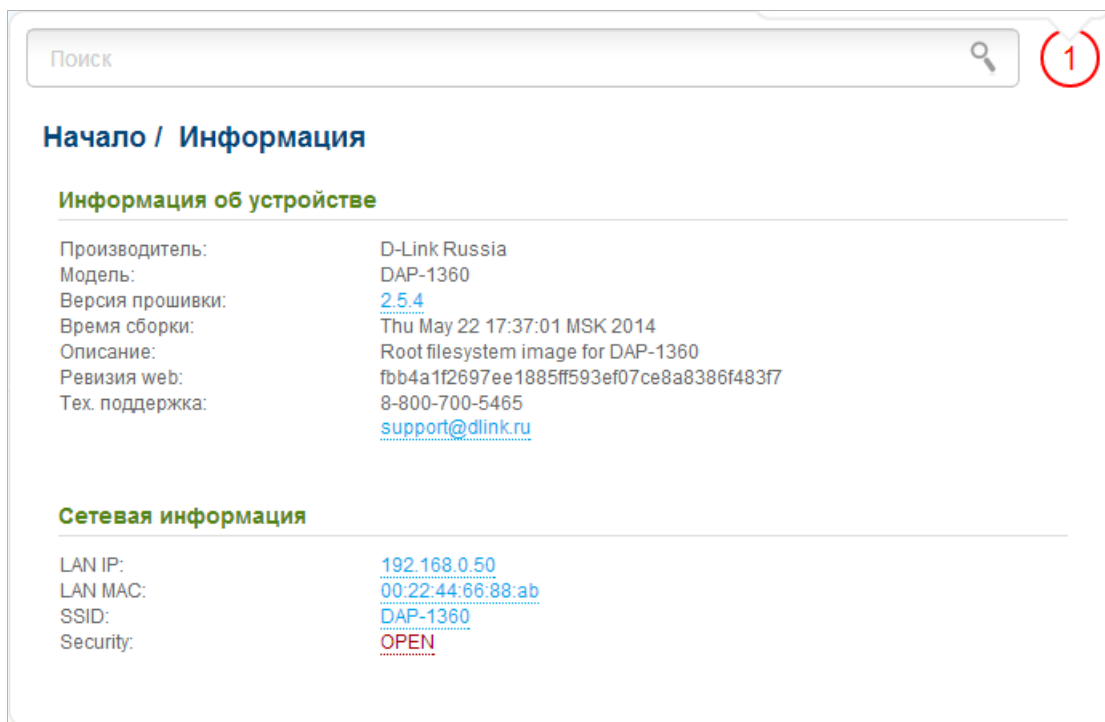 Поиск
1
Начало / Информация
Информация об устройстве
Производитель: D-Link Russia
Модель: DAP-1360
Версия прошивки: 2.5.4
Время сборки: Thu May 22 17:37:01 MSK 2014
Описание: Root filesystem image for DAP-1360
Ревизия web: fbb4a1f2697ee1885ff593ef07ce8a8386f483f7
Тех. поддержка: 8-800-700-5465
support@dlink.ru
Сетевая информация
LAN IP: 192.168.0.50
LAN MAC: 00:22:44:66:88:ab
SSID: DAP-1360
Security: OPEN